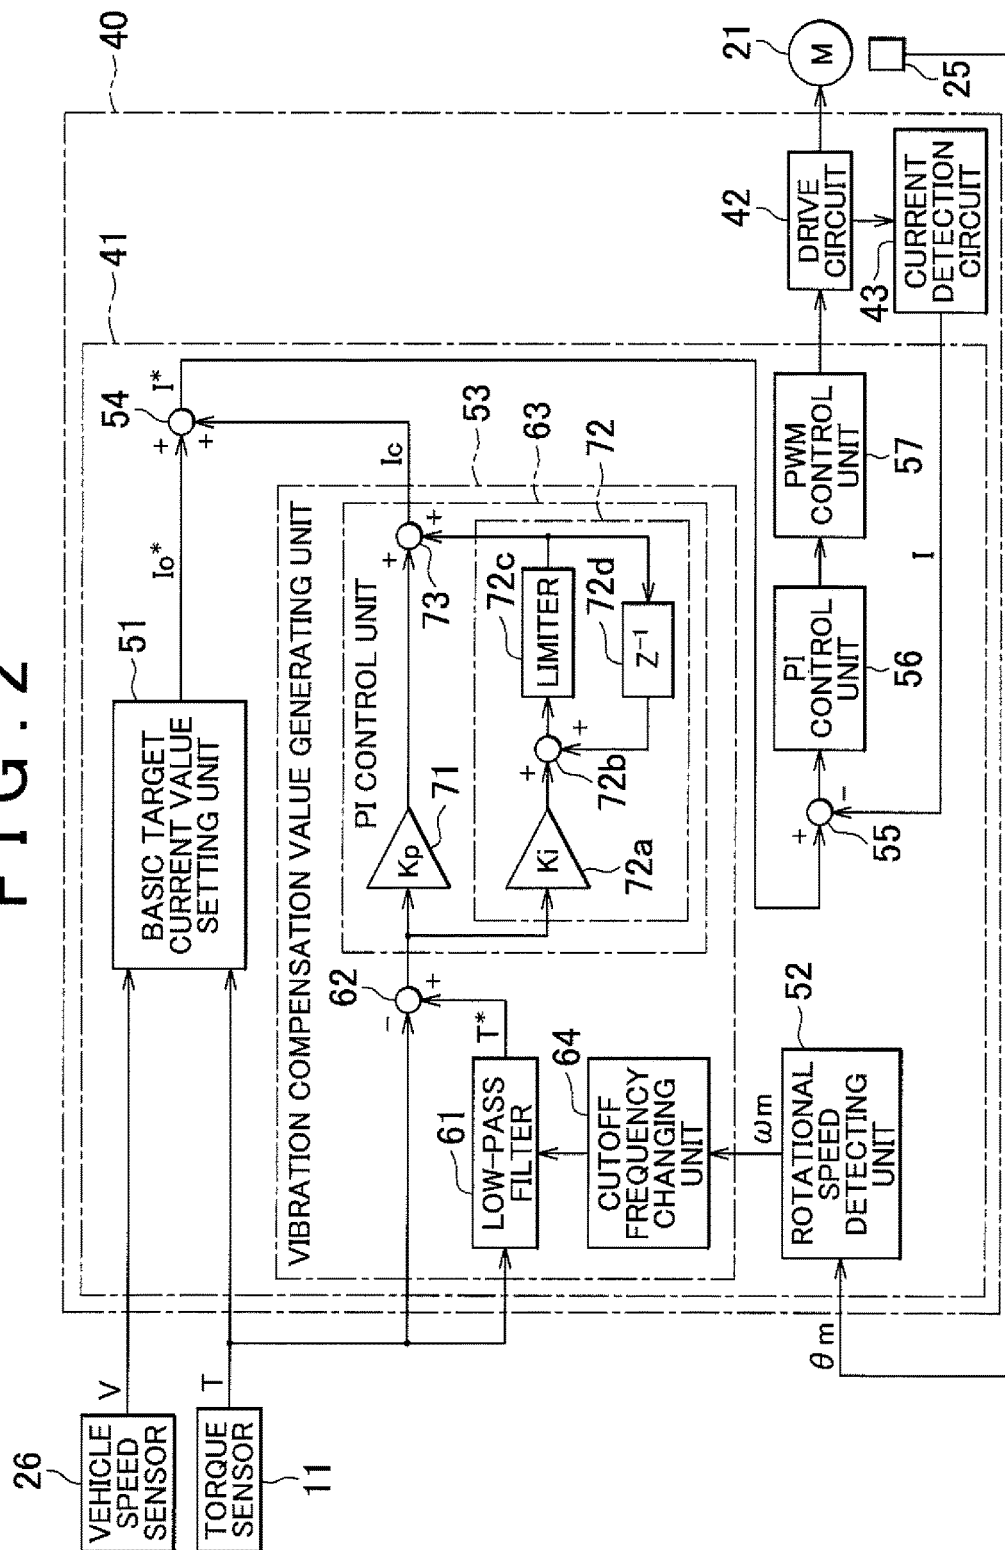 FIG. 2
40
41
54
I*
+
+
Io*
51
BASIC TARGET
CURRENT VALUE
SETTING UNIT
V
VEHICLE
SPEED
SENSOR
26
T
TORQUE
SENSOR
11
VIBRATION COMPENSATION VALUE GENERATING UNIT
53
63
72
PI CONTROL UNIT
Ic
+
+
73
Kp
71
72c
LIMITER
72d
Z⁻¹
+
+
72b
Ki
72a
62
-
+
T*
61
LOW-PASS
FILTER
64
CUTOFF
FREQUENCY
CHANGING
UNIT
ωm
52
ROTATIONAL
SPEED
DETECTING
UNIT
θm
+
-
55
PI
CONTROL
UNIT
56
PWM
CONTROL
UNIT
57
I
42
DRIVE
CIRCUIT
43
CURRENT
DETECTION
CIRCUIT
21
M
25